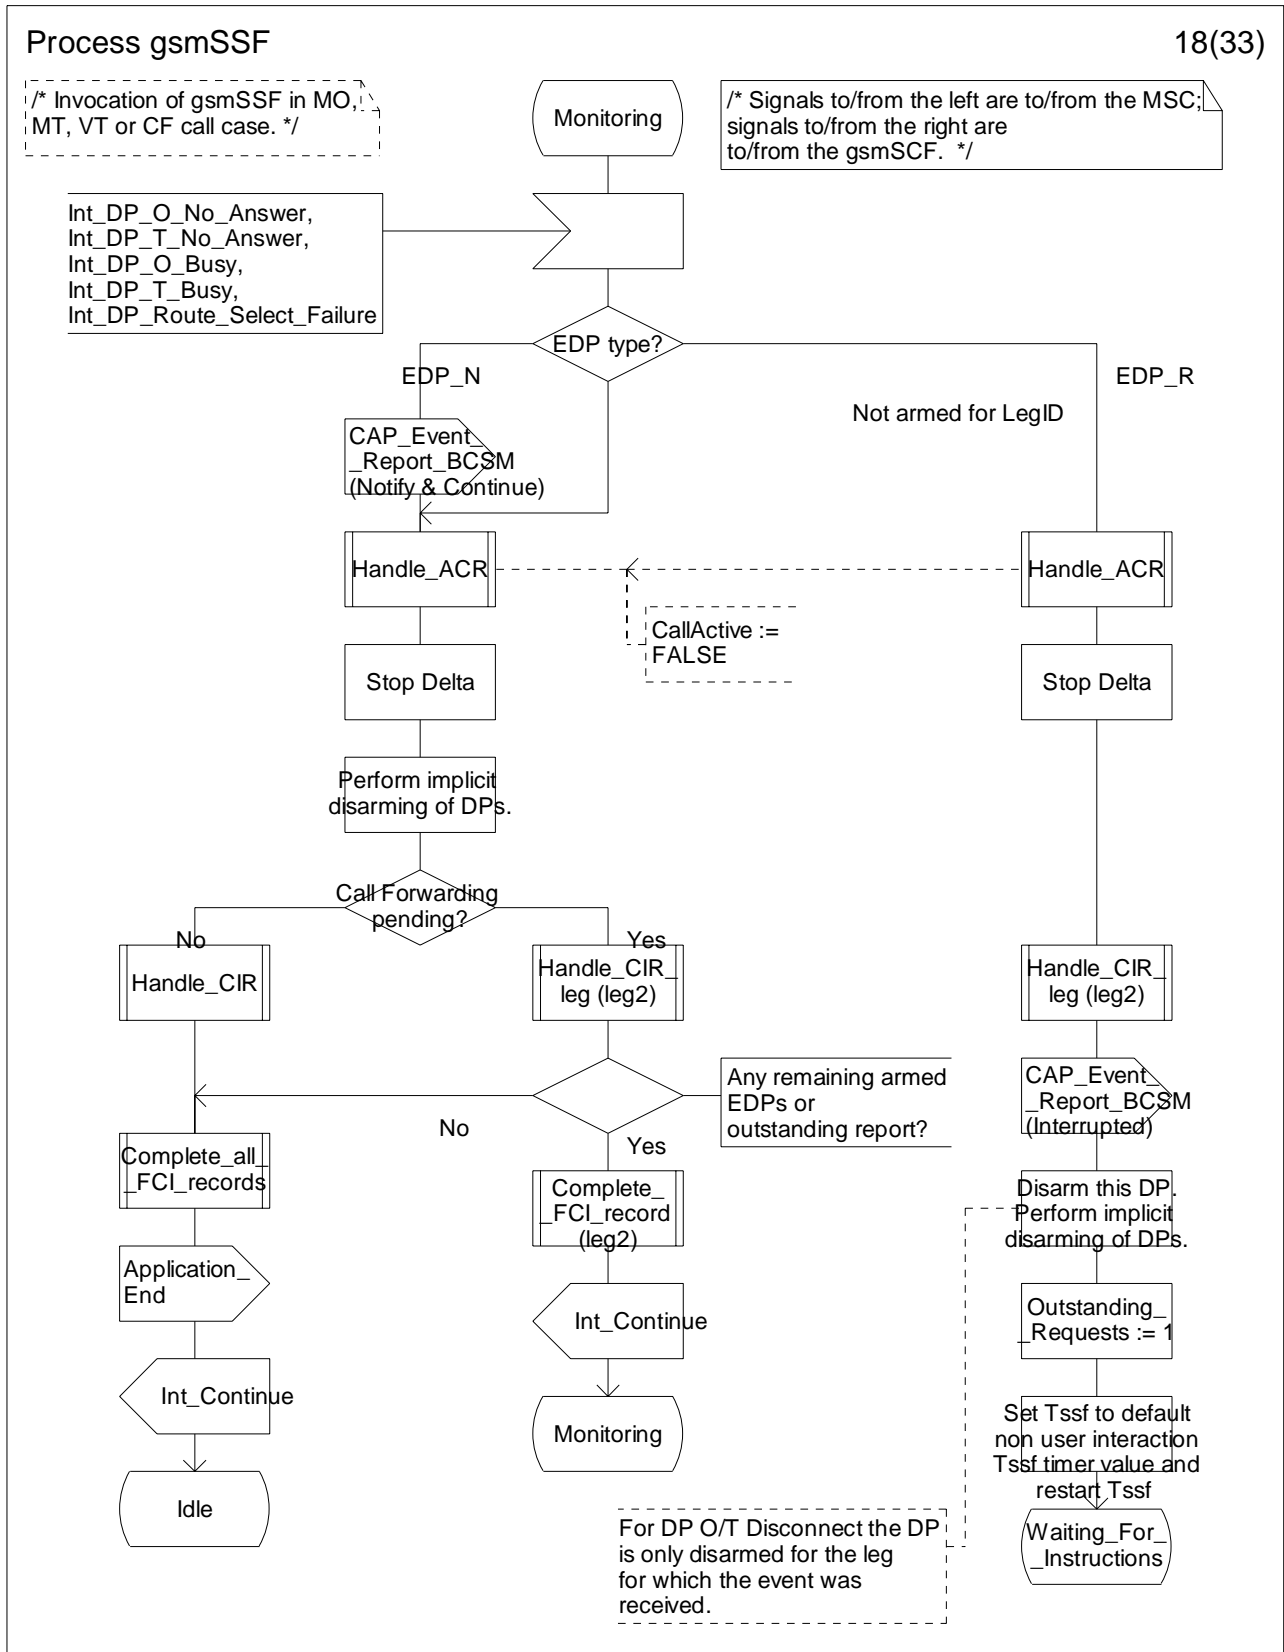 Process gsmSSF
18(33)
/* Invocation of gsmSSF in MO,
MT, VT or CF call case. */
Monitoring
/* Signals to/from the left are to/from the MSC;
signals to/from the right are
to/from the gsmSCF.  */
Int_DP_O_No_Answer,
Int_DP_T_No_Answer,
Int_DP_O_Busy,
Int_DP_T_Busy,
Int_DP_Route_Select_Failure
EDP type?
EDP_N
EDP_R
Not armed for LegID
CAP_Event_
_Report_BCSM
(Notify & Continue)
Handle_ACR
Handle_ACR
CallActive :=
FALSE
Stop Delta
Stop Delta
Perform implicit
disarming of DPs.
Call Forwarding
pending?
No
Yes
Handle_CIR
Handle_CIR_
leg (leg2)
Handle_CIR_
_leg (leg2)
Any remaining armed
EDPs or
outstanding report?
No
Yes
CAP_Event_
_Report_BCSM
(Interrupted)
Complete_all_
_FCI_records
Complete_
_FCI_record
(leg2)
Disarm this DP.
Perform implicit
disarming of DPs.
Application_
End
Int_Continue
Outstanding_
_Requests := 1
Int_Continue
Monitoring
Set Tssf to default
non user interaction
Tssf timer value and
restart Tssf
Idle
For DP O/T Disconnect the DP
is only disarmed for the leg
for which the event was
received.
Waiting_For_
_Instructions